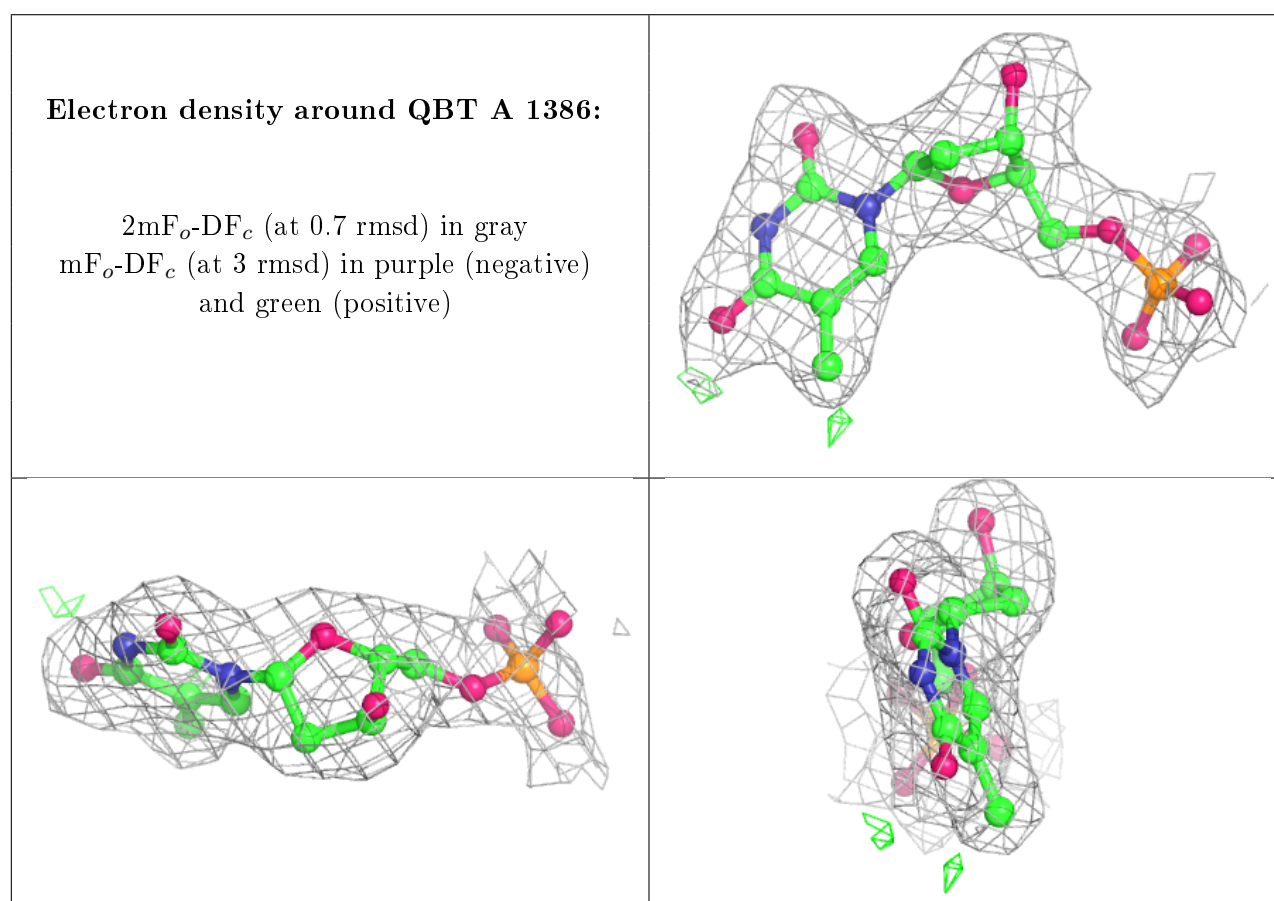 Electron density around QBT A 1386:
2mFₒ-DF𝒸 (at 0.7 rmsd) in gray
mFₒ-DF𝒸 (at 3 rmsd) in purple (negative)
and green (positive)